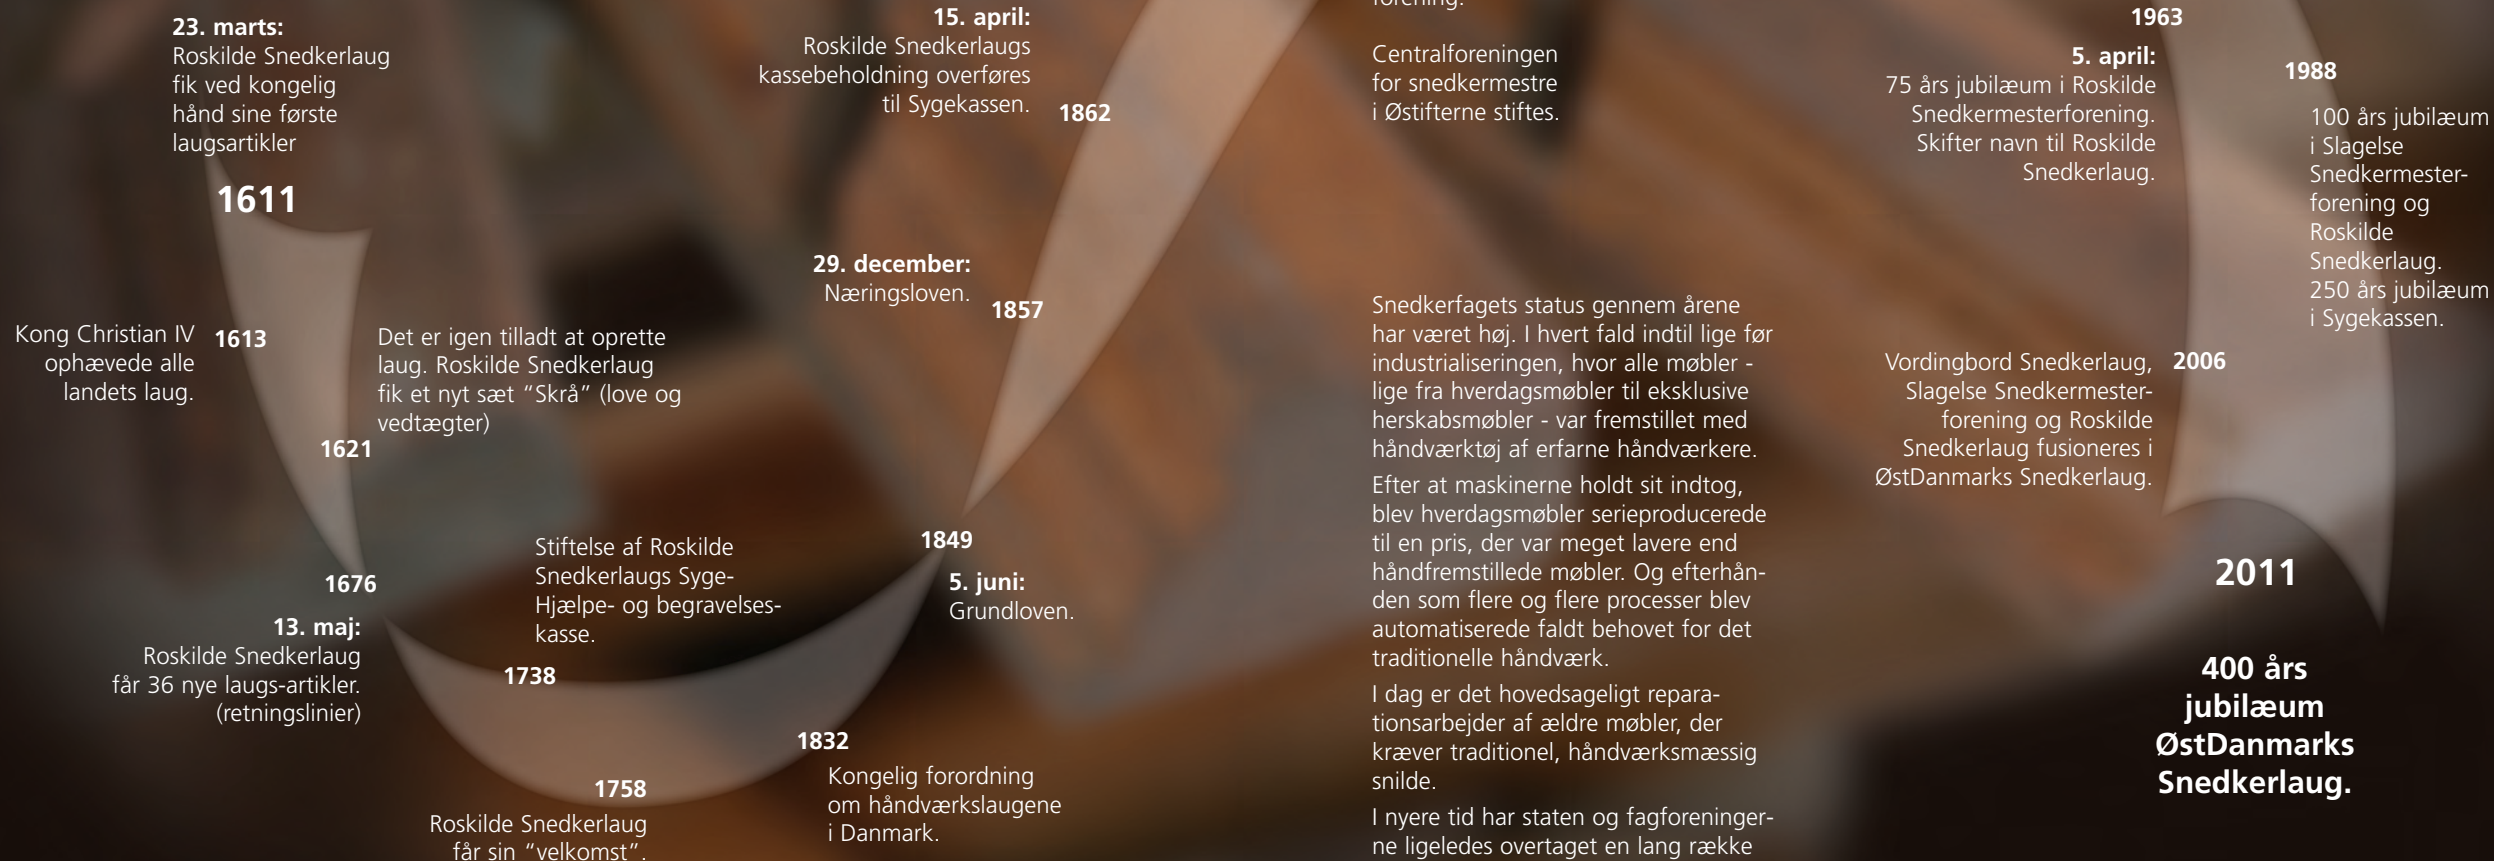 23. marts:
Roskilde Snedkerlaug
fik ved kongelig
hånd sine første
laugsartikler
1611
Kong Christian IV
ophævede alle
landets laug.
1613
Det er igen tilladt at oprette
laug. Roskilde Snedkerlaug
fik et nyt sæt “Skrå” (love og
vedtægter)
1621
1676
13. maj:
Roskilde Snedkerlaug
får 36 nye laugs-artikler.
(retningslinier)
Stiftelse af Roskilde
Snedkerlaugs Syge-
Hjælpe- og begravelses-
kasse.
1738
1758
Roskilde Snedkerlaug
får sin “velkomst”.
1832
Kongelig forordning
om håndværkslaugene
i Danmark.
1849
5. juni:
Grundloven.
29. december:
Næringsloven.
1857
15. april:
Roskilde Snedkerlaugs
kassebeholdning overføres
til Sygekassen.
1862
forening.
Centralforeningen
for snedkermestre
i Østifterne stiftes.
Snedkerfagets status gennem årene
har været høj. I hvert fald indtil lige før
industrialiseringen, hvor alle møbler -
lige fra hverdagsmøbler til eksklusive
herskabsmøbler - var fremstillet med
håndværktøj af erfarne håndværkere.
Efter at maskinerne holdt sit indtog,
blev hverdagsmøbler serieproducerede
til en pris, der var meget lavere end
håndfremstillede møbler. Og efterhån-
den som flere og flere processer blev
automatiserede faldt behovet for det
traditionelle håndværk.
I dag er det hovedsageligt repara-
tionsarbejder af ældre møbler, der
kræver traditionel, håndværksmæssig
snilde.
I nyere tid har staten og fagforeninger-
ne ligeledes overtaget en lang række
1963
5. april:
75 års jubilæum i Roskilde
Snedkermesterforening.
Skifter navn til Roskilde
Snedkerlaug.
1988
100 års jubilæum
i Slagelse
Snedkermester-
forening og
Roskilde
Snedkerlaug.
250 års jubilæum
i Sygekassen.
Vordingbord Snedkerlaug,
Slagelse Snedkermester-
forening og Roskilde
Snedkerlaug fusioneres i
ØstDanmarks Snedkerlaug.
2006
2011
400 års
jubilæum
ØstDanmarks
Snedkerlaug.